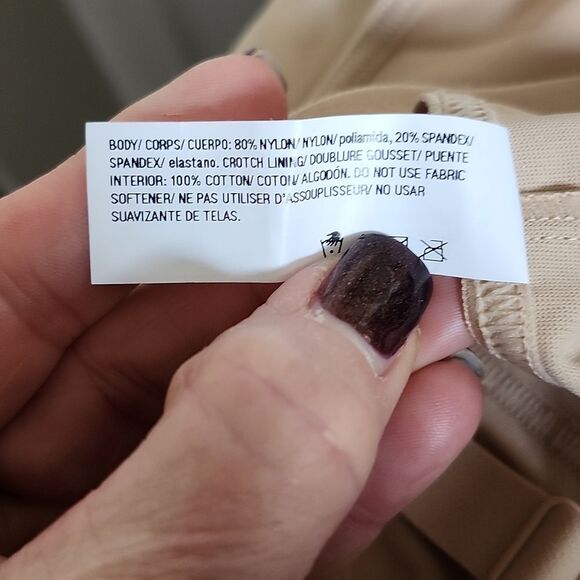 BODY/ CORPS/ CUERPO: 80% NYLON/ NYLON/ poliamida, 20% SPANDEX/
SPANDEX/ elastano. CROTCH LINING/ DOUBLURE GOUSSET/ PUENTE
INTERIOR: 100% COTTON/ COTON/ ALGODÓN. DO NOT USE FABRIC
SOFTENER/ NE PAS UTILISER D'ASSOUPLISSEUR/ NO USAR
SUAVIZANTE DE TELAS.